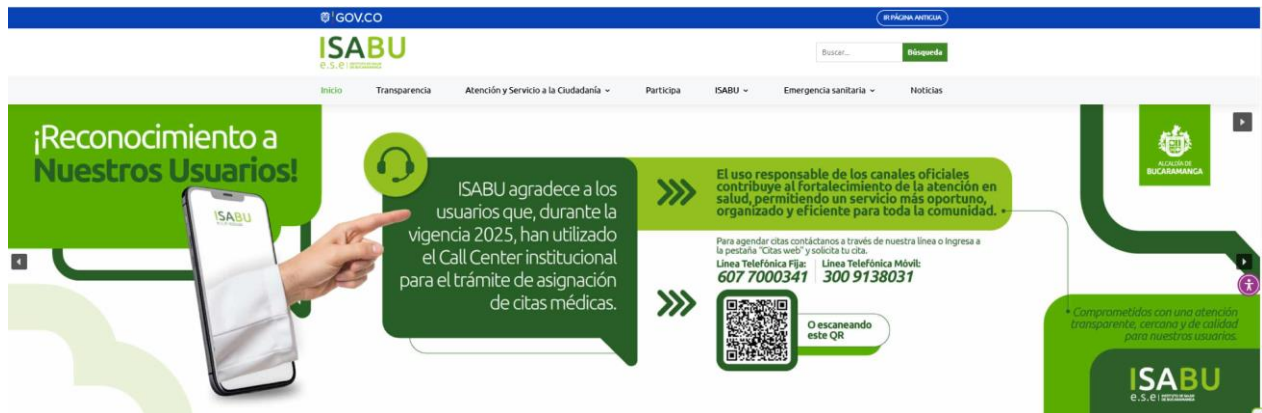 GOV.CO
IR PÁGINA ANTIGUA
ISABU
e.s.e
Buscar...
Búsqueda
Inicio
Transparencia
Atención y Servicio a la Ciudadanía
Participa
ISABU
Emergencia sanitaria
Noticias
¡Reconocimiento a
Nuestros Usuarios!
ISABU
ISABU agradece a los
usuarios que, durante la
vigencia 2025, han utilizado
el Call Center institucional
para el trámite de asignación
de citas médicas.
El uso responsable de los canales oficiales
contribuye al fortalecimiento de la atención en
salud, permitiendo un servicio más oportuno,
organizado y eficiente para toda la comunidad.
Para agendar citas contáctanos a través de nuestra línea o Ingresa a
la pestaña "Citas web" y solicita tu cita.
Línea Telefónica Fija:
607 7000341
Línea Telefónica Móvil:
300 9138031
O escaneando
este QR
ALCALDÍA DE
BUCARAMANGA
Comprometidos con una atención
transparente, cercana y de calidad
para nuestros usuarios.
ISABU
e.s.e
INSTITUTO DE SALUD
DE BUCARAMANGA